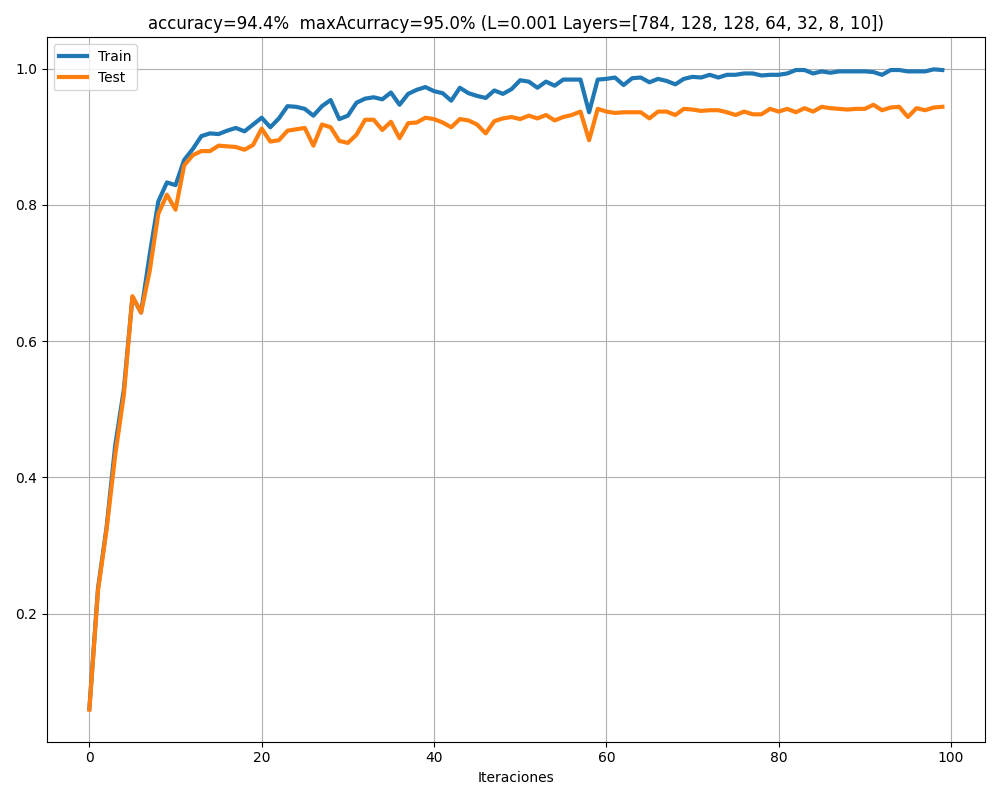 accuracy=94.4%  maxAcurracy=95.0% (L=0.001 Layers=[784, 128, 128, 64, 32, 8, 10])
Train
Test
1.0
0.8
0.6
0.4
0.2
0 20 40 60 80 100
Iteraciones